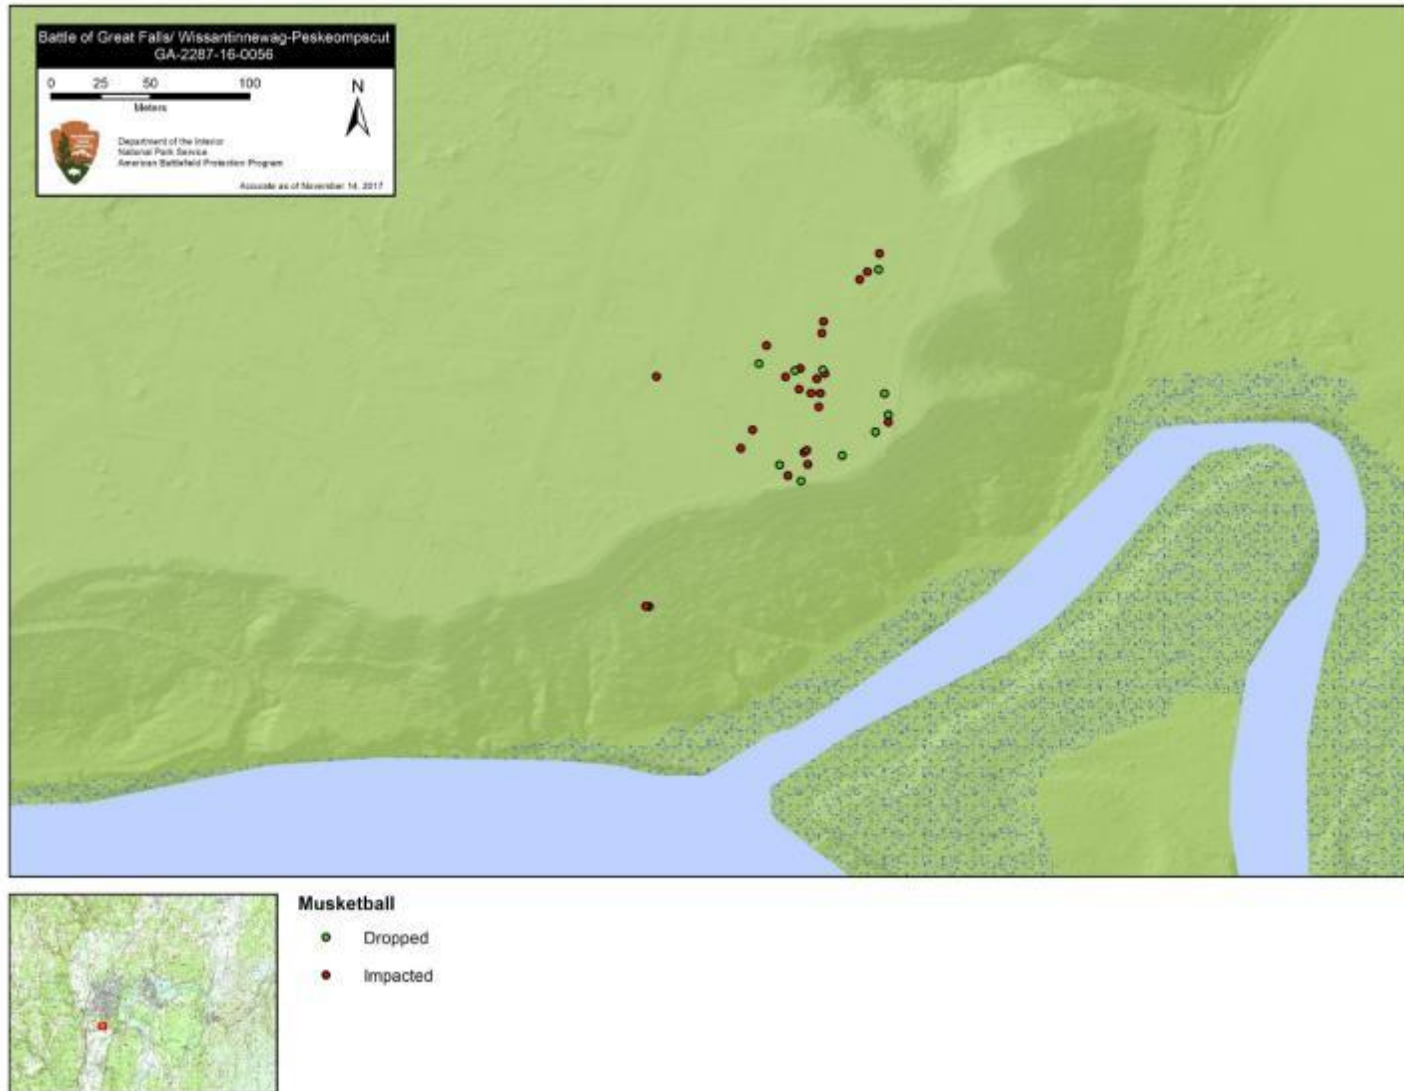 Battle of Great Falls/ Wissantinnewag-Peskeompscut
GA-2287-16-0056
0 25 50 100
Meters
N
Department of the Interior
National Park Service
American Battlefield Protection Program
Accurate as of November 14, 2017
Musketball
Dropped
Impacted